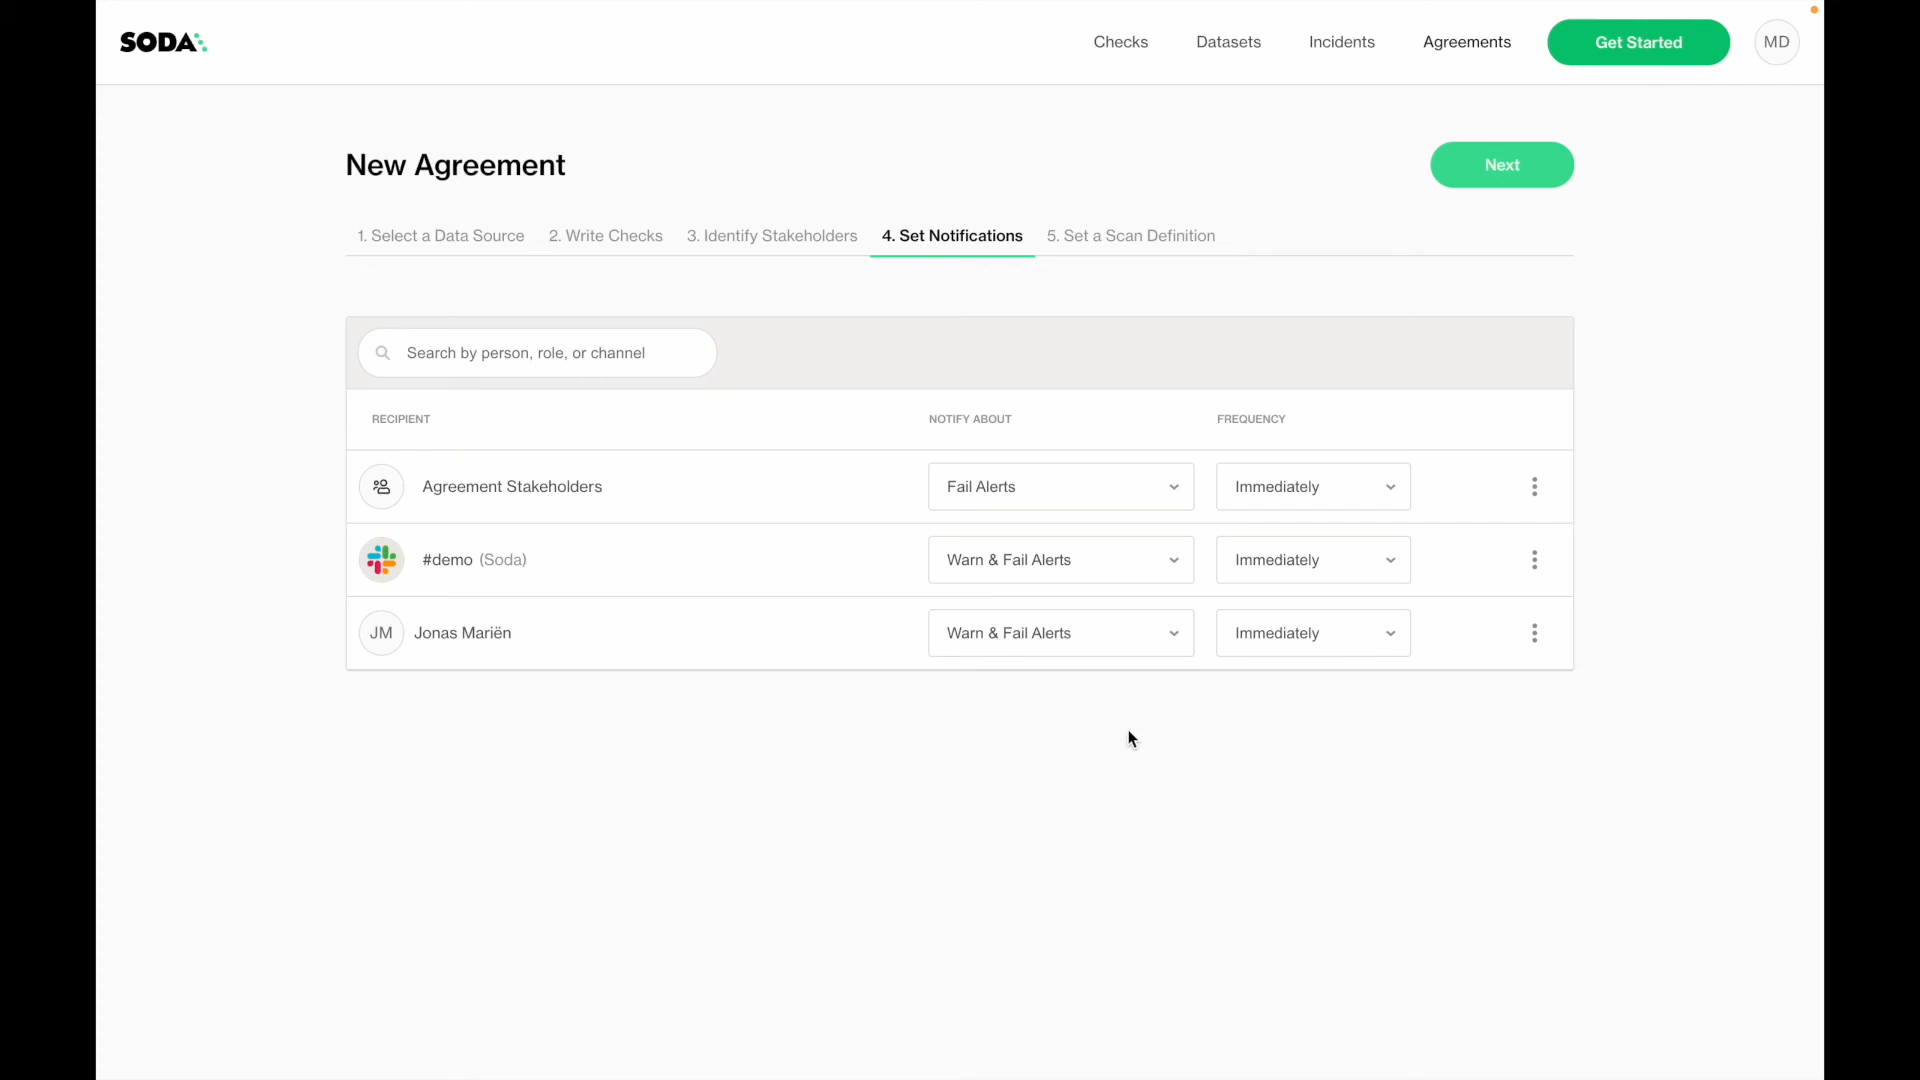 SODA
Checks
Datasets
Incidents
Agreements
Get Started
MD
New Agreement
Next
1. Select a Data Source
2. Write Checks
3. Identify Stakeholders
4. Set Notifications
5. Set a Scan Definition
Search by person, role, or channel
RECIPIENT
NOTIFY ABOUT
FREQUENCY
Agreement Stakeholders
Fail Alerts
Immediately
#demo (Soda)
Warn & Fail Alerts
Immediately
JM
Jonas Mariën
Warn & Fail Alerts
Immediately